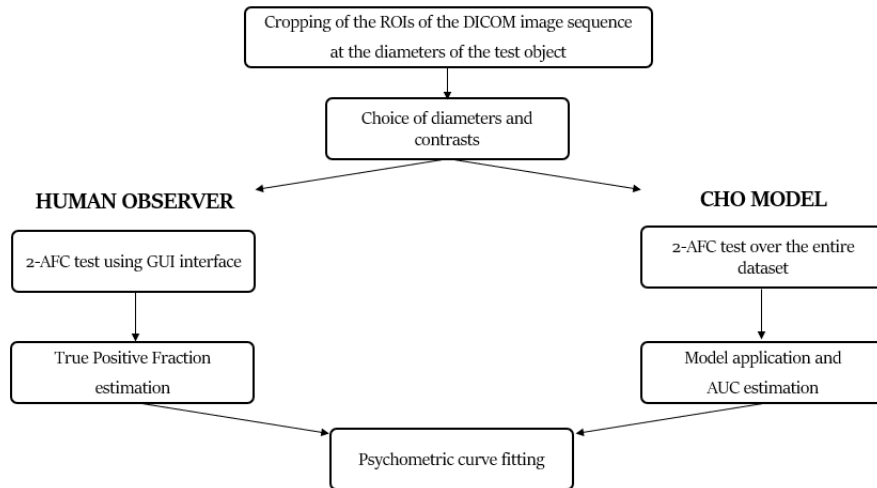 Cropping of the ROIs of the DICOM image sequence
at the diameters of the test object
Choice of diameters and
contrasts
HUMAN OBSERVER
2-AFC test using GUI interface
True Positive Fraction
estimation
CHO MODEL
2-AFC test over the entire
dataset
Model application and
AUC estimation
Psychometric curve fitting